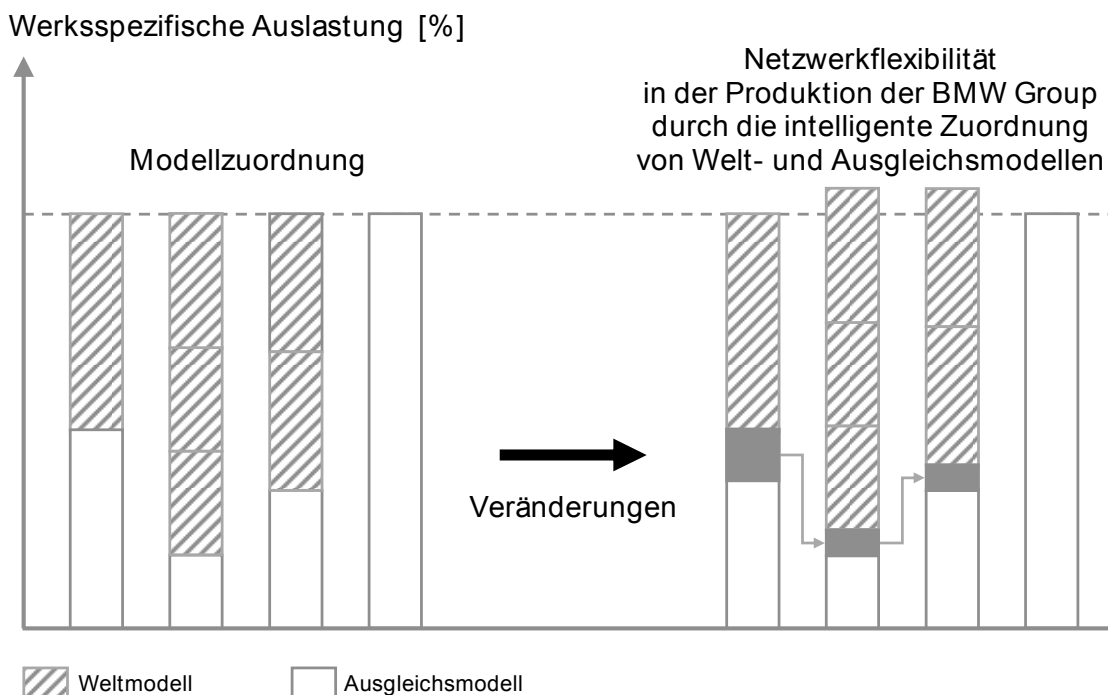 Werksspezifische Auslastung [%]
Netzwerkflexibilität
in der Produktion der BMW Group
durch die intelligente Zuordnung
von Welt- und Ausgleichsmodellen
Modellzuordnung
Veränderungen
Weltmodell
Ausgleichsmodell